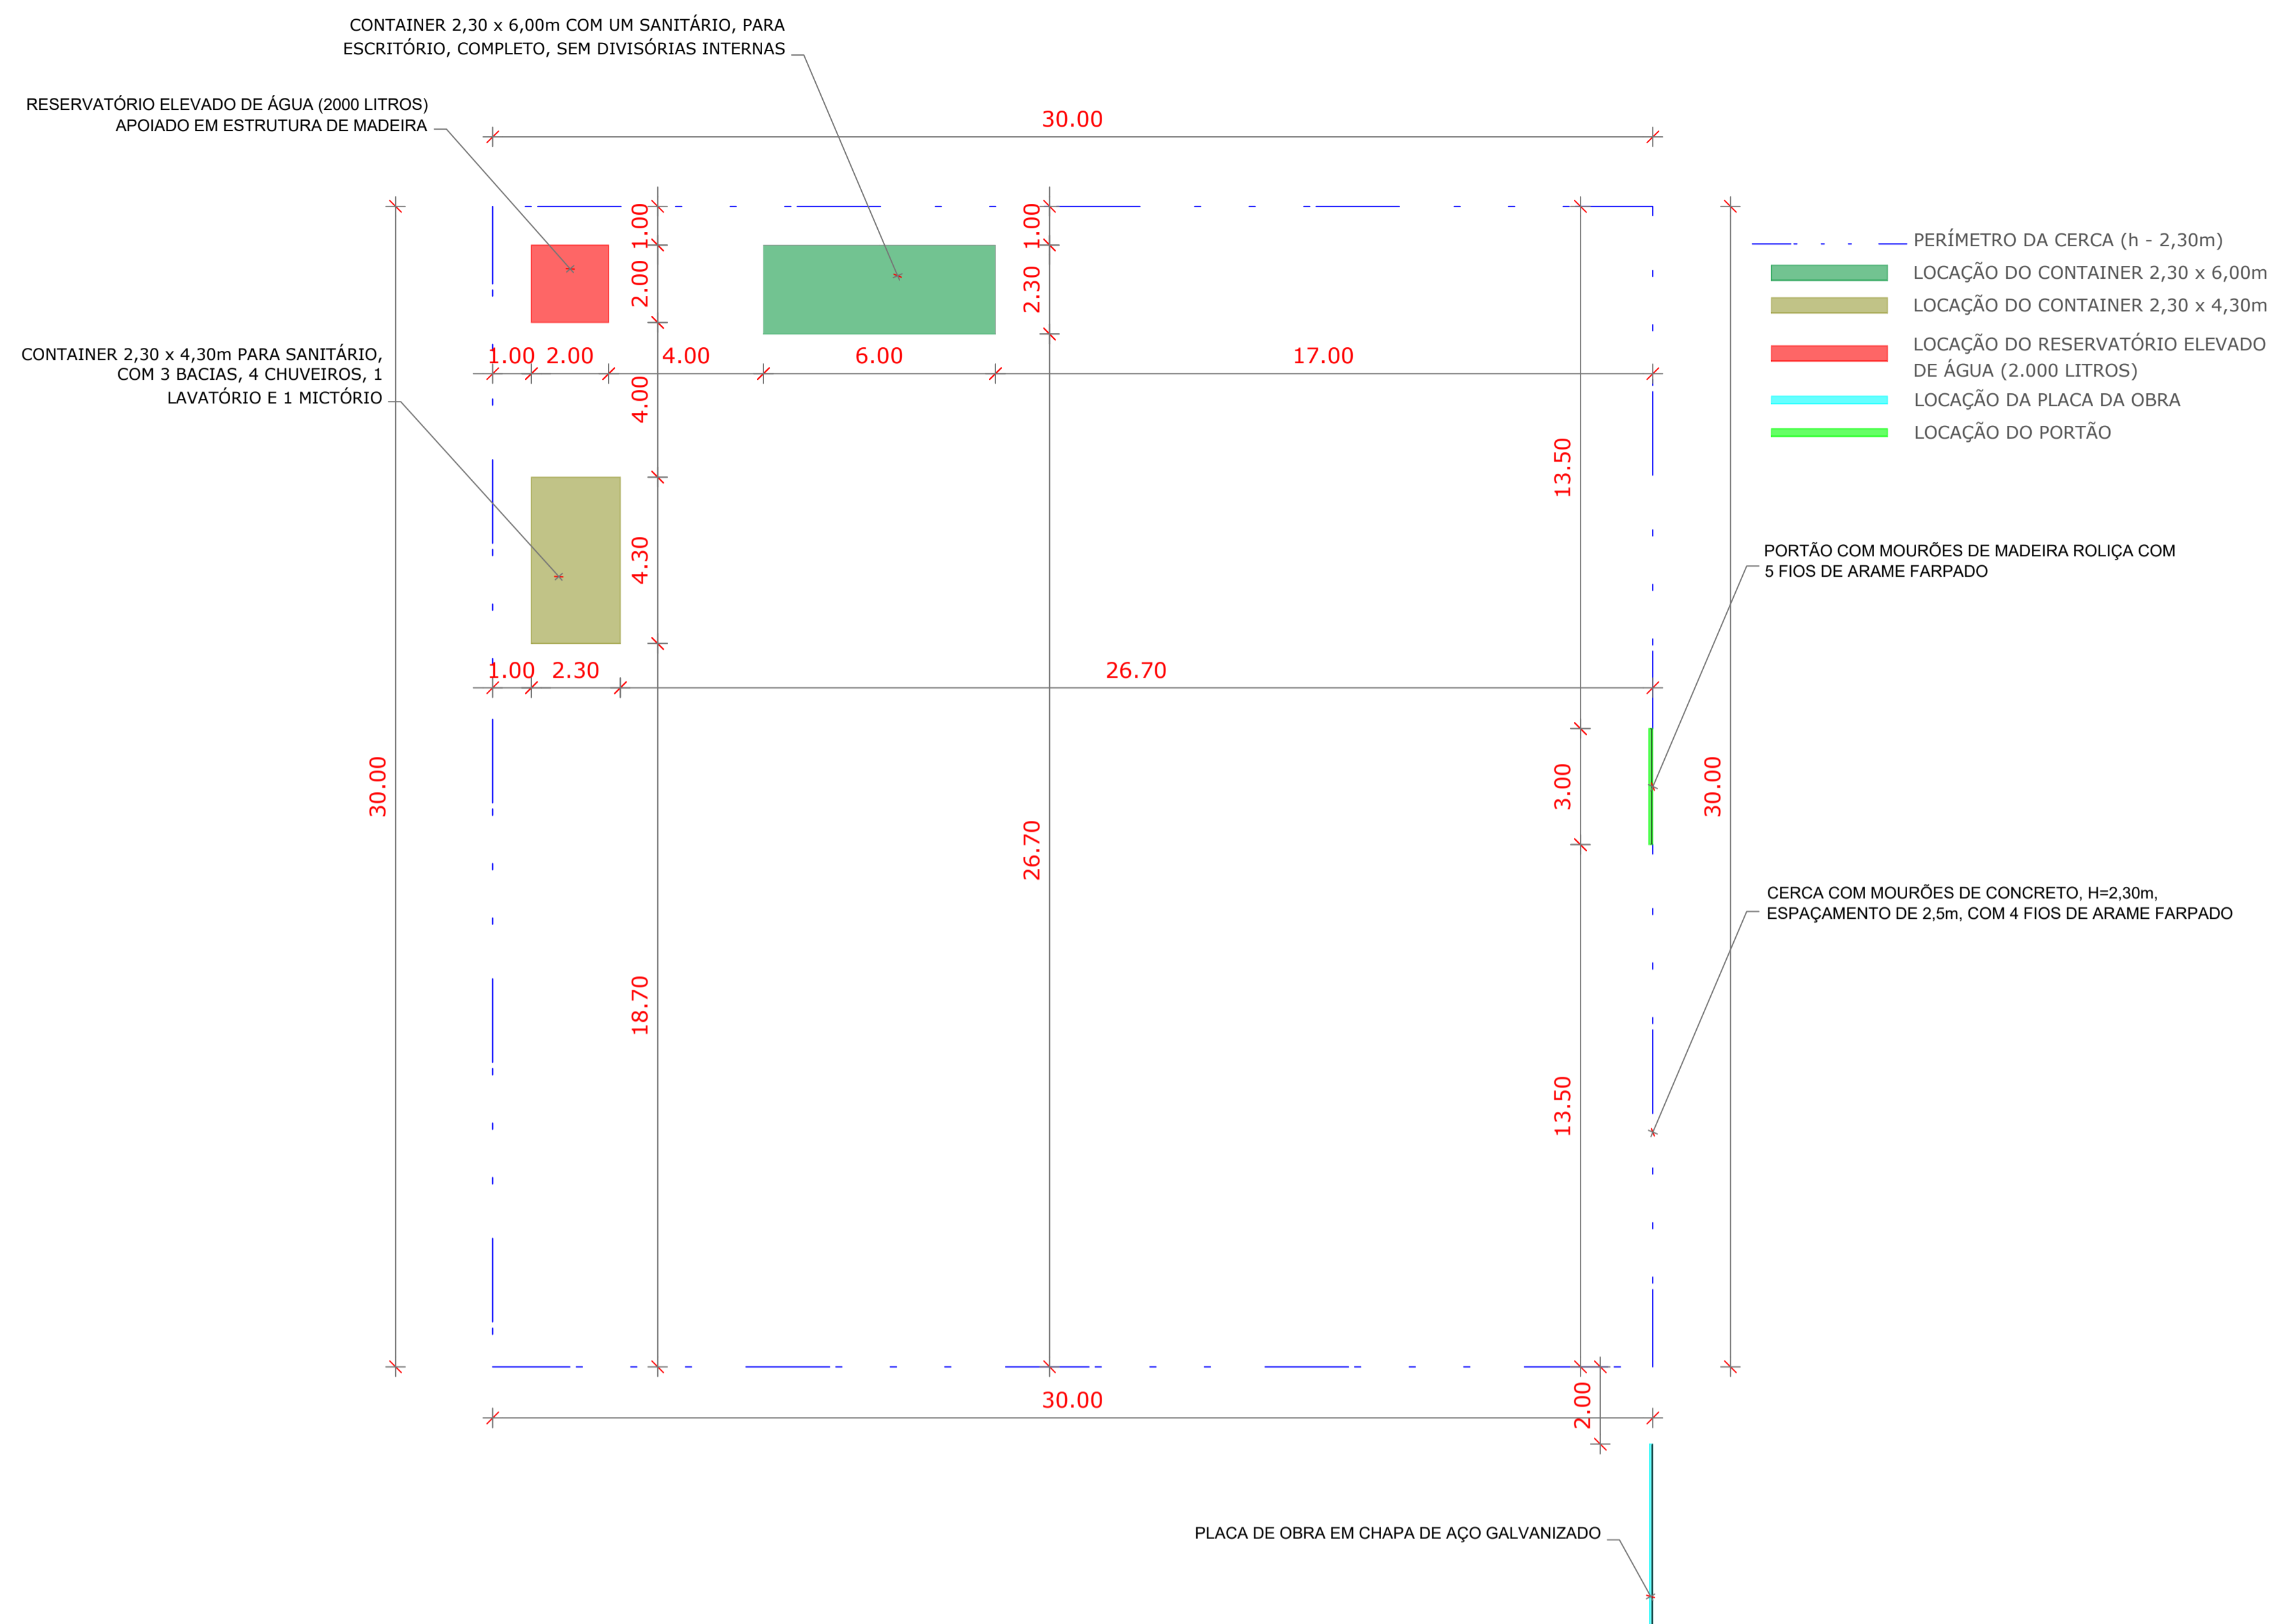 CONTAINER 2,30 x 6,00m COM UM SANITÁRIO, PARA
ESCRITÓRIO, COMPLETO, SEM DIVISÓRIAS INTERNAS
RESERVATÓRIO ELEVADO DE ÁGUA (2000 LITROS)
APOIADO EM ESTRUTURA DE MADEIRA
30.00
1.00
2.00
1.00
2.30
PERÍMETRO DA CERCA (h - 2,30m)
LOCAÇÃO DO CONTAINER 2,30 x 6,00m
LOCAÇÃO DO CONTAINER 2,30 x 4,30m
LOCAÇÃO DO RESERVATÓRIO ELEVADO
DE ÁGUA (2.000 LITROS)
LOCAÇÃO DA PLACA DA OBRA
LOCAÇÃO DO PORTÃO
CONTAINER 2,30 x 4,30m PARA SANITÁRIO,
COM 3 BACIAS, 4 CHUVEIROS, 1
LAVATÓRIO E 1 MICTÓRIO
1.00 2.00 4.00 6.00 17.00
4.00
13.50
4.30
PORTÃO COM MOURÕES DE MADEIRA ROLIÇA COM
5 FIOS DE ARAME FARPADO
1.00 2.30 26.70
30.00
3.00
30.00
26.70
CERCA COM MOURÕES DE CONCRETO, H=2,30m,
ESPAÇAMENTO DE 2,5m, COM 4 FIOS DE ARAME FARPADO
18.70
13.50
30.00
2.00
PLACA DE OBRA EM CHAPA DE AÇO GALVANIZADO